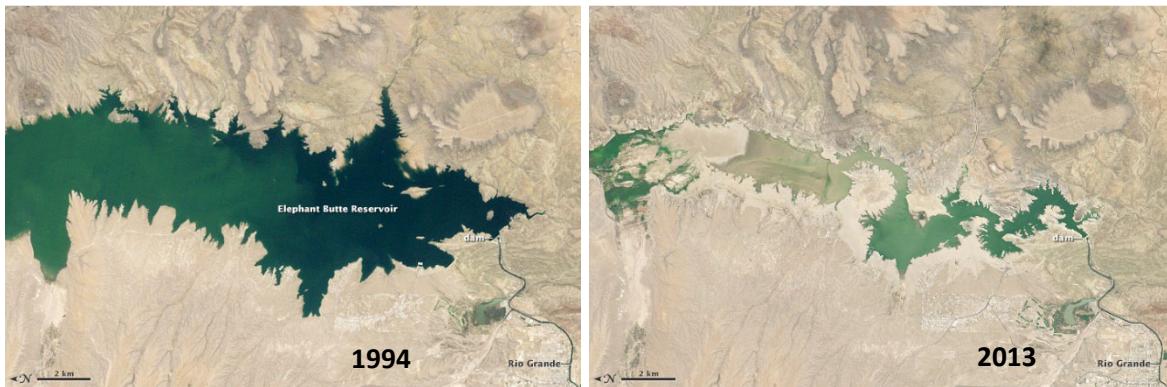 Elephant Butte Reservoir
dam
1994
Rio Grande
N
2 km
dam
2013
Rio Grande
N
2 km